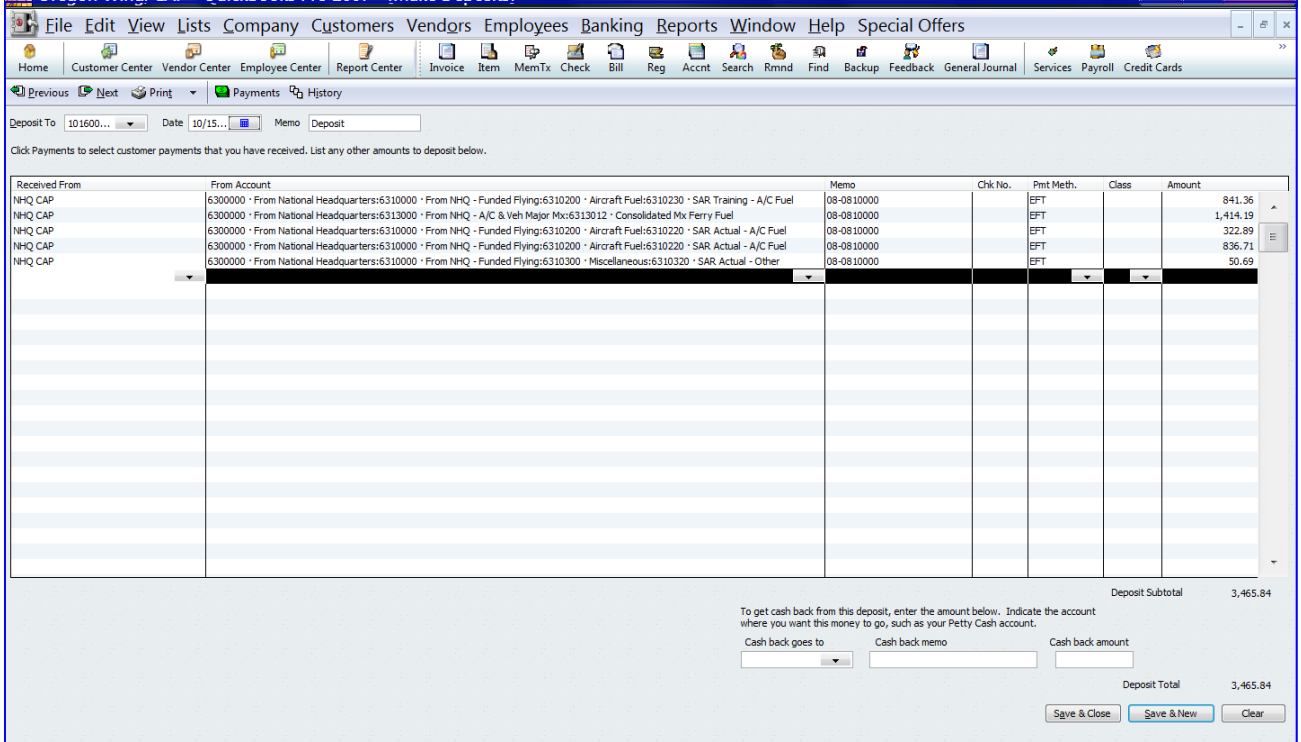 File Edit View Lists Company Customers Vendors Employees Banking Reports Window Help Special Offers
Home Customer Center Vendor Center Employee Center Report Center Invoice Item MemTx Check Bill Reg Accnt Search Rmnd Find Backup Feedback General Journal Services Payroll Credit Cards
Previous Next Print Payments History
Deposit To 101600... Date 10/15... Memo Deposit
Click Payments to select customer payments that you have received. List any other amounts to deposit below.
Received From From Account Memo Chk No. Pmt Meth. Class Amount
NHQ CAP 6300000 · From National Headquarters:6310000 · From NHQ - Funded Flying:6310200 · Aircraft Fuel:6310230 · SAR Training - A/C Fuel 08-0810000 EFT 841.36
NHQ CAP 6300000 · From National Headquarters:6313000 · From NHQ - A/C & Veh Major Mx:6313012 · Consolidated Mx Ferry Fuel 08-0810000 EFT 1,414.19
NHQ CAP 6300000 · From National Headquarters:6310000 · From NHQ - Funded Flying:6310200 · Aircraft Fuel:6310220 · SAR Actual - A/C Fuel 08-0810000 EFT 322.89
NHQ CAP 6300000 · From National Headquarters:6310000 · From NHQ - Funded Flying:6310200 · Aircraft Fuel:6310220 · SAR Actual - A/C Fuel 08-0810000 EFT 836.71
NHQ CAP 6300000 · From National Headquarters:6310000 · From NHQ - Funded Flying:6310300 · Miscellaneous:6310320 · SAR Actual - Other 08-0810000 EFT 50.69
Deposit Subtotal 3,465.84
To get cash back from this deposit, enter the amount below. Indicate the account
where you want this money to go, such as your Petty Cash account.
Cash back goes to Cash back memo Cash back amount
Deposit Total 3,465.84
Save & Close Save & New Clear